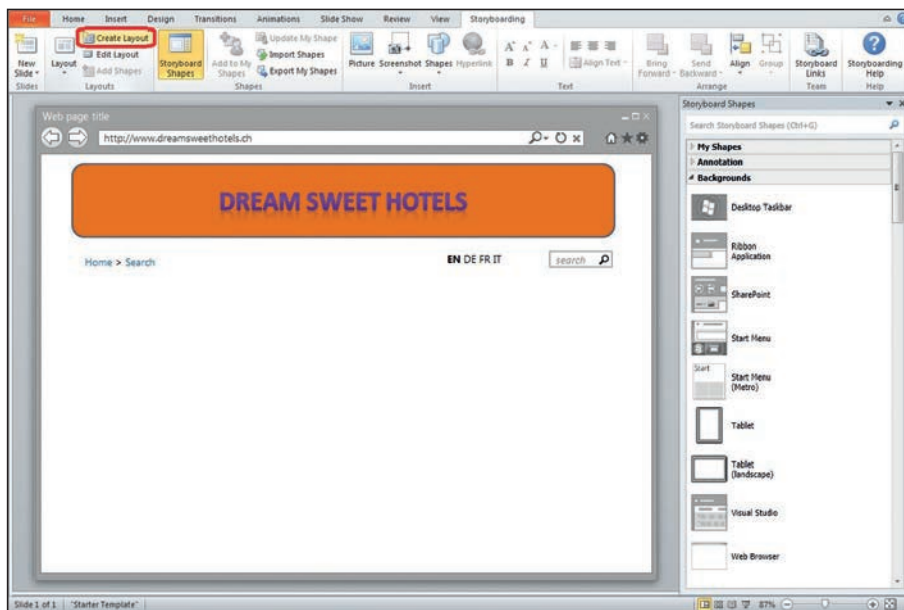 File Home Insert Design Transitions Animations Slide Show Review View Storyboarding
New Slide
Layout
Create Layout
Edit Layout
Add Shapes
Storyboard Shapes
Add to My Shapes
Update My Shape
Import Shapes
Export My Shapes
Picture Screenshot Shapes Hyperlink
A A A
B I U
Align Text
Bring Forward
Send Backward
Align Group
Storyboard Links
Storyboarding Help
Slides Layouts Shapes Insert Text Arrange Team Help
Web page title
http://www.dreamsweethotels.ch
DREAM SWEET HOTELS
Home > Search EN DE FR IT search
Storyboard Shapes
Search Storyboard Shapes (Ctrl+G)
My Shapes
Annotation
Backgrounds
Desktop Taskbar
Ribbon
Application
SharePoint
Start Menu
Start
Start Menu
(Metro)
Tablet
Tablet
(landscape)
Visual Studio
Web Browser
Slide 1 of 1 "Starter Template" 87%